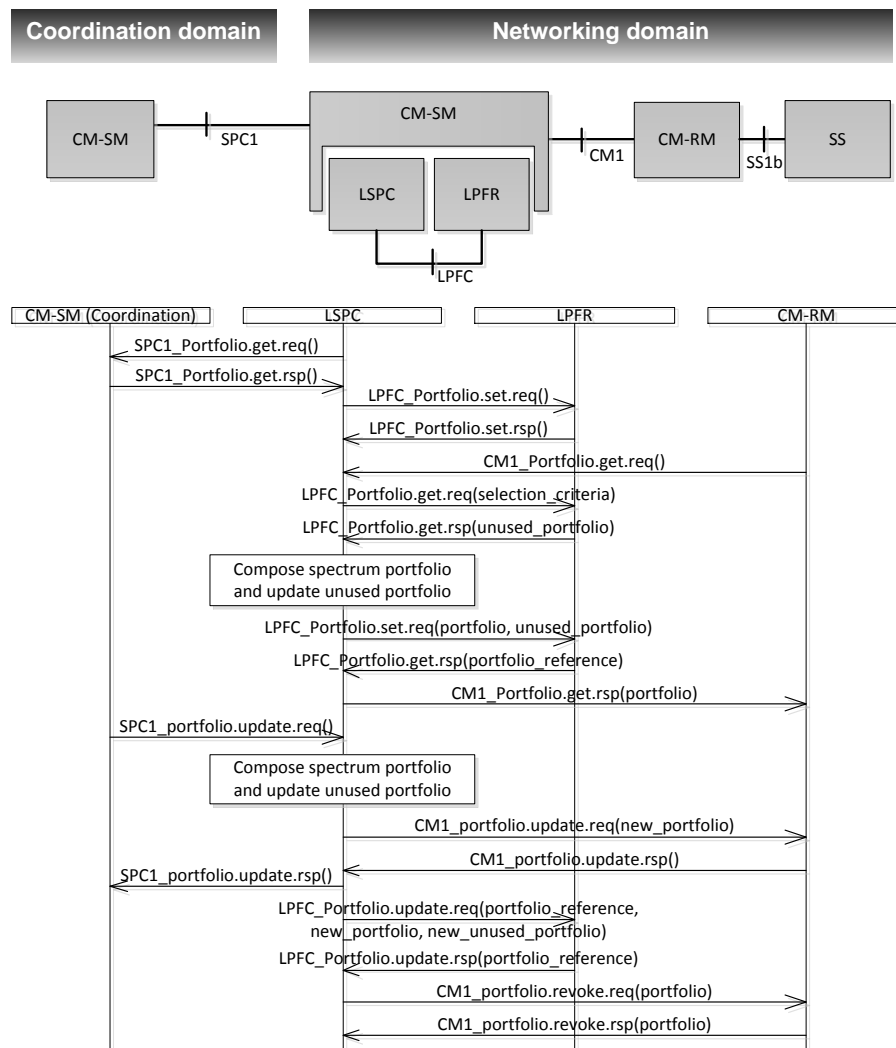 Coordination domain
Networking domain
CM-SM
SPC1
CM-SM
LSPC
LPFR
LPFC
CM1
CM-RM
SS1b
SS
CM-SM (Coordination)
LSPC
LPFR
CM-RM
SPC1_Portfolio.get.req()
SPC1_Portfolio.get.rsp()
LPFC_Portfolio.set.req()
LPFC_Portfolio.set.rsp()
CM1_Portfolio.get.req()
LPFC_Portfolio.get.req(selection_criteria)
LPFC_Portfolio.get.rsp(unused_portfolio)
Compose spectrum portfolio
and update unused portfolio
LPFC_Portfolio.set.req(portfolio, unused_portfolio)
LPFC_Portfolio.get.rsp(portfolio_reference)
CM1_Portfolio.get.rsp(portfolio)
SPC1_portfolio.update.req()
Compose spectrum portfolio
and update unused portfolio
CM1_portfolio.update.req(new_portfolio)
CM1_portfolio.update.rsp()
SPC1_portfolio.update.rsp()
LPFC_Portfolio.update.req(portfolio_reference,
new_portfolio, new_unused_portfolio)
LPFC_Portfolio.update.rsp(portfolio_reference)
CM1_portfolio.revoke.req(portfolio)
CM1_portfolio.revoke.rsp(portfolio)